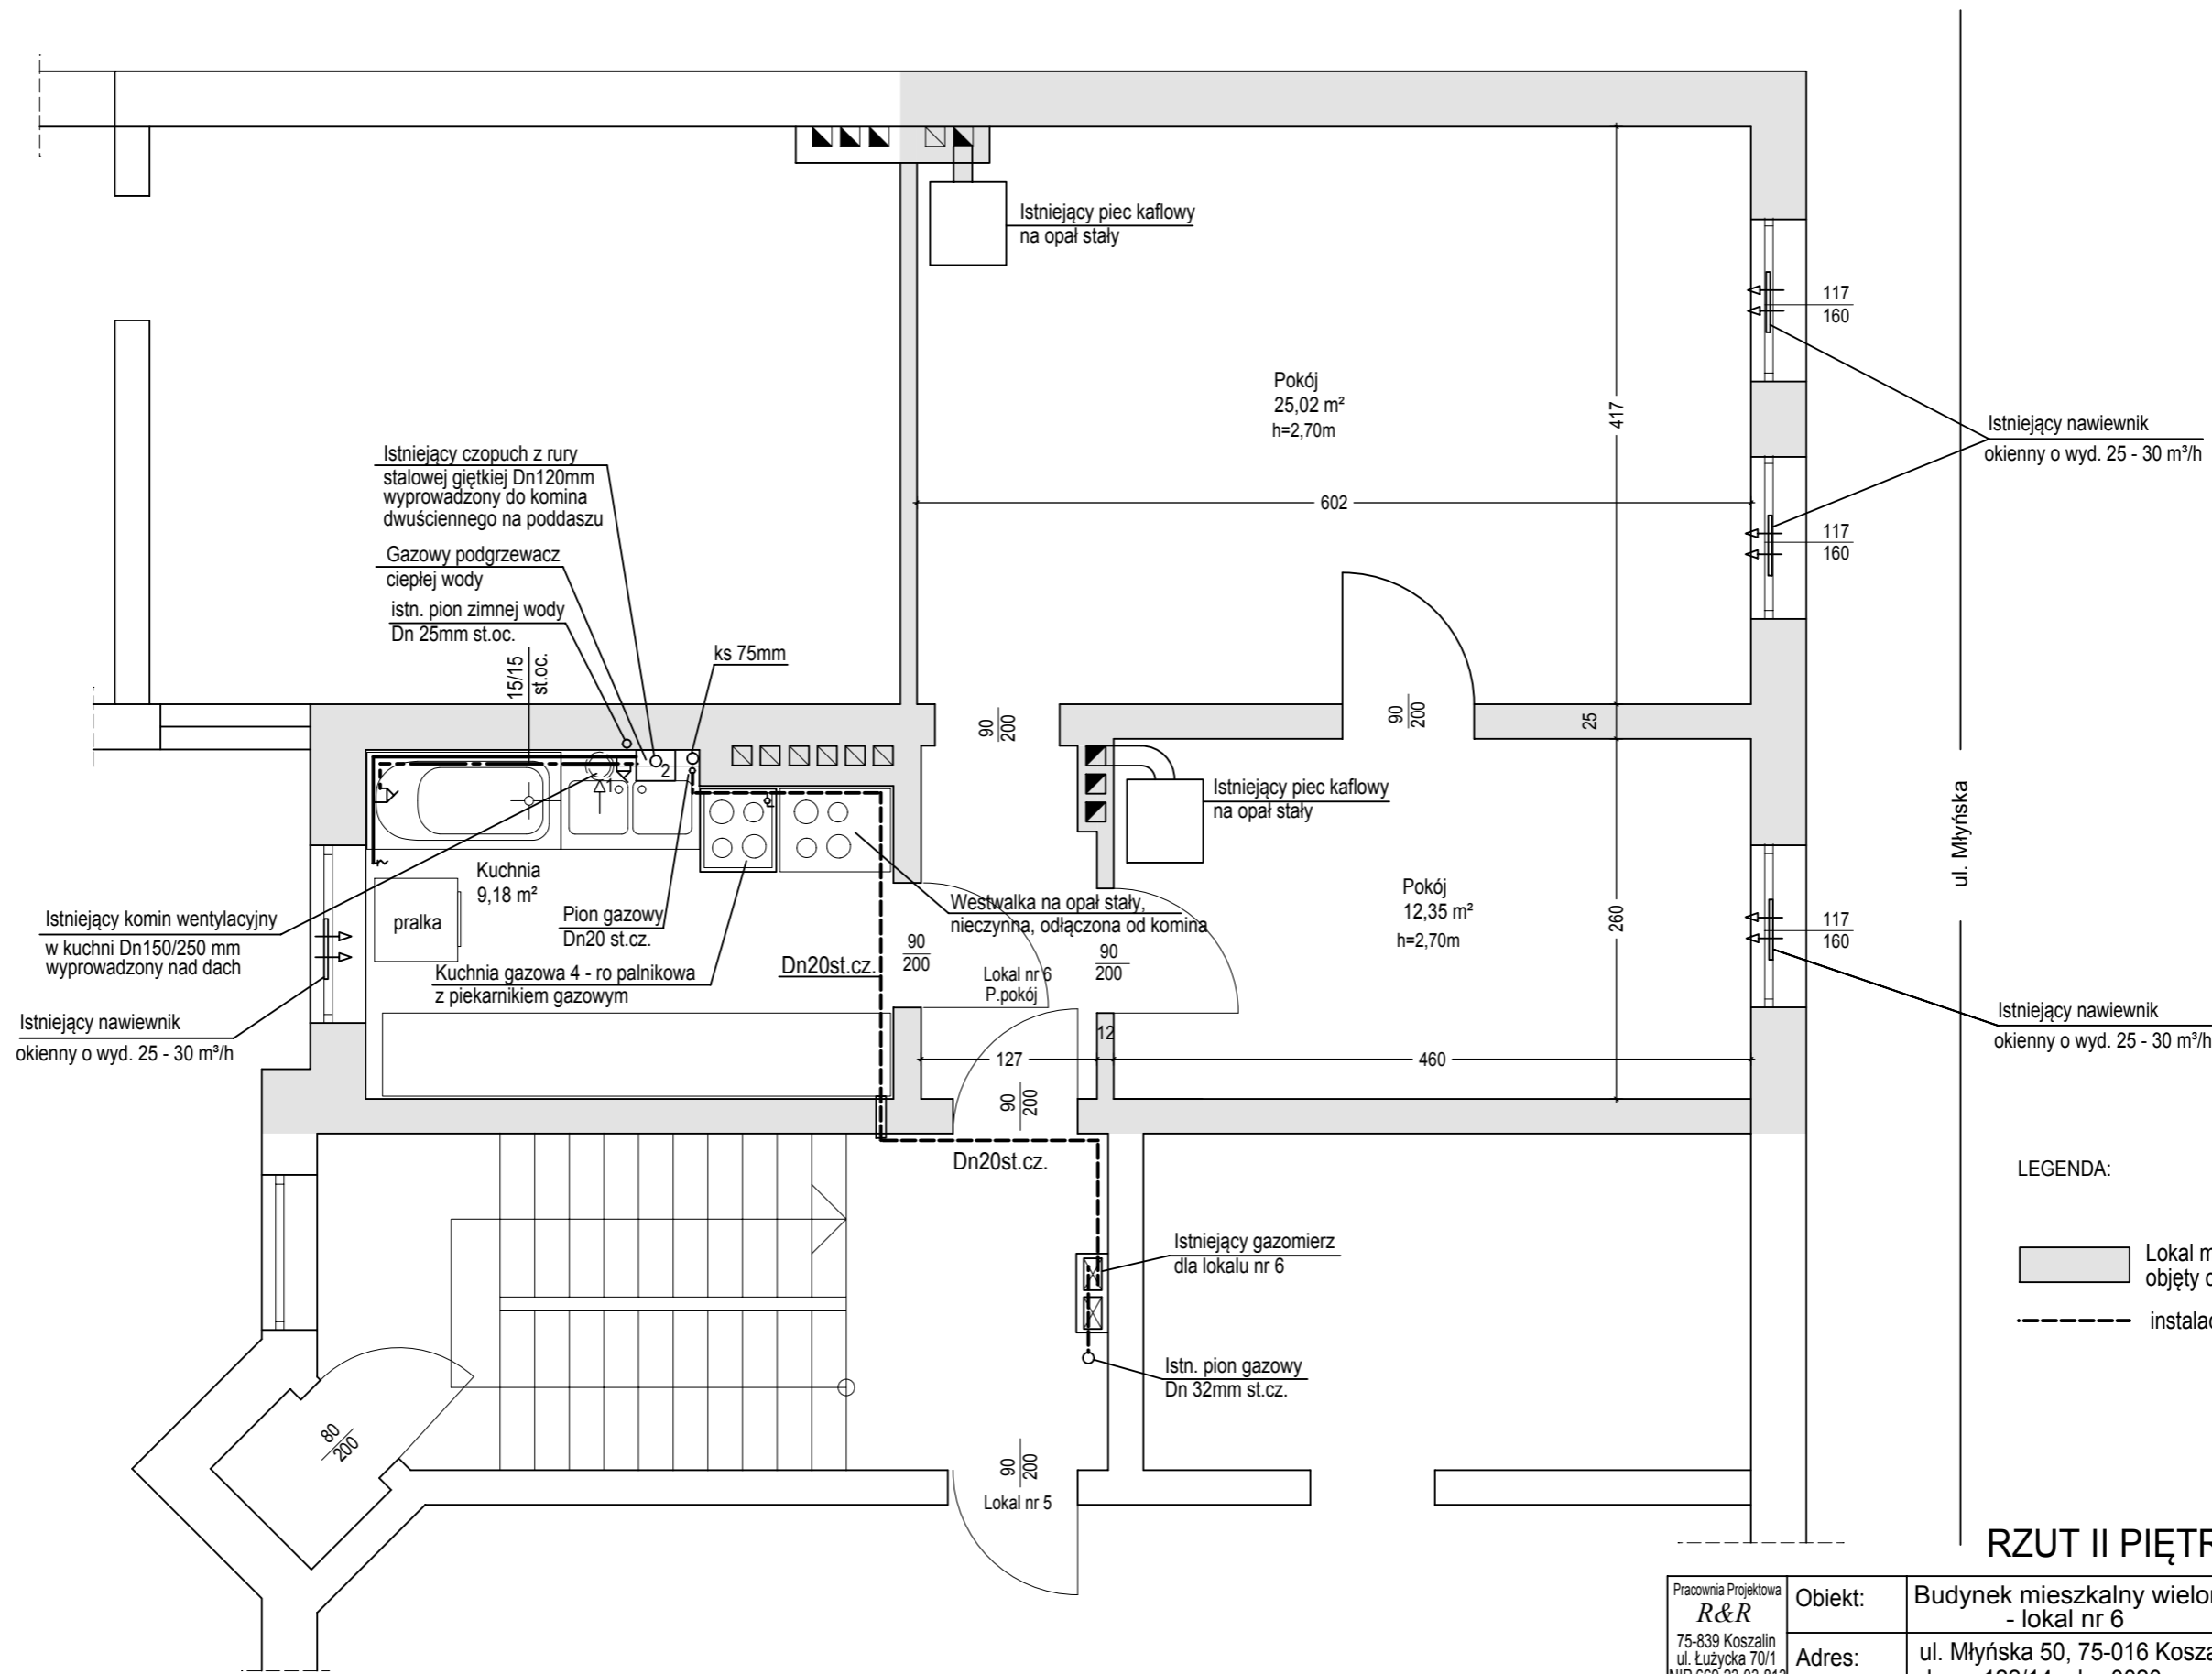 Istniejący piec kaflowy
na opał stały
117
160
Pokój
25,02 m²
h=2,70m
417
Istniejący nawiewnik
okienny o wyd. 25 - 30 m³/h
Istniejący czopuch z rury
stalowej giętkiej Dn120mm
wyprowadzony do komina
dwuściennego na poddaszu
602
117
160
Gazowy podgrzewacz
ciepłej wody
istn. pion zimnej wody
Dn 25mm st.oc.
15/15
st.oc.
ks 75mm
90
200
90
200
25
2
1
Istniejący piec kaflowy
na opał stały
ul. Młyńska
Kuchnia
9,18 m²
pralka
Pokój
12,35 m²
h=2,70m
260
117
160
Istniejący komin wentylacyjny
w kuchni Dn150/250 mm
wyprowadzony nad dach
Pion gazowy
Dn20 st.cz.
Westwalka na opał stały,
nieczynna, odłączona od komina
Kuchnia gazowa 4 - ro palnikowa
z piekarnikiem gazowym
Dn20st.cz.
90
200
90
200
Lokal nr 6
P.pokój
Istniejący nawiewnik
okienny o wyd. 25 - 30 m³/h
Istniejący nawiewnik
okienny o wyd. 25 - 30 m³/h
12
127
460
90
200
Dn20st.cz.
LEGENDA:
Lokal m
objęty
instala
Istniejący gazomierz
dla lokalu nr 6
Istn. pion gazowy
Dn 32mm st.cz.
80
200
90
200
Lokal nr 5
RZUT II PIĘTR
Pracownia Projektowa
R&R
75-839 Koszalin
ul. Łużycka 70/1
Obiekt:
Budynek mieszkalny wielo
- lokal nr 6
Adres:
ul. Młyńska 50, 75-016 Kosza